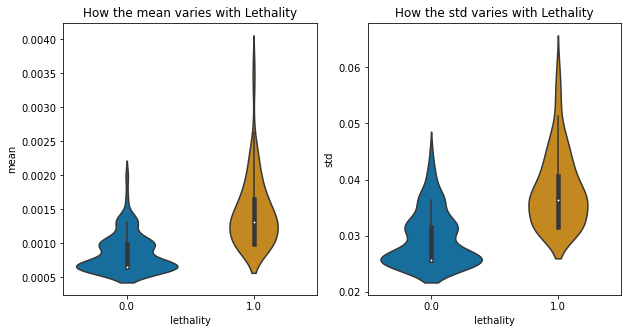 How the mean varies with Lethality
mean
0.0040
0.0035
0.0030
0.0025
0.0020
0.0015
0.0010
0.0005
0.0
1.0
lethality
How the std varies with Lethality
std
0.06
0.05
0.04
0.03
0.02
0.0
1.0
lethality